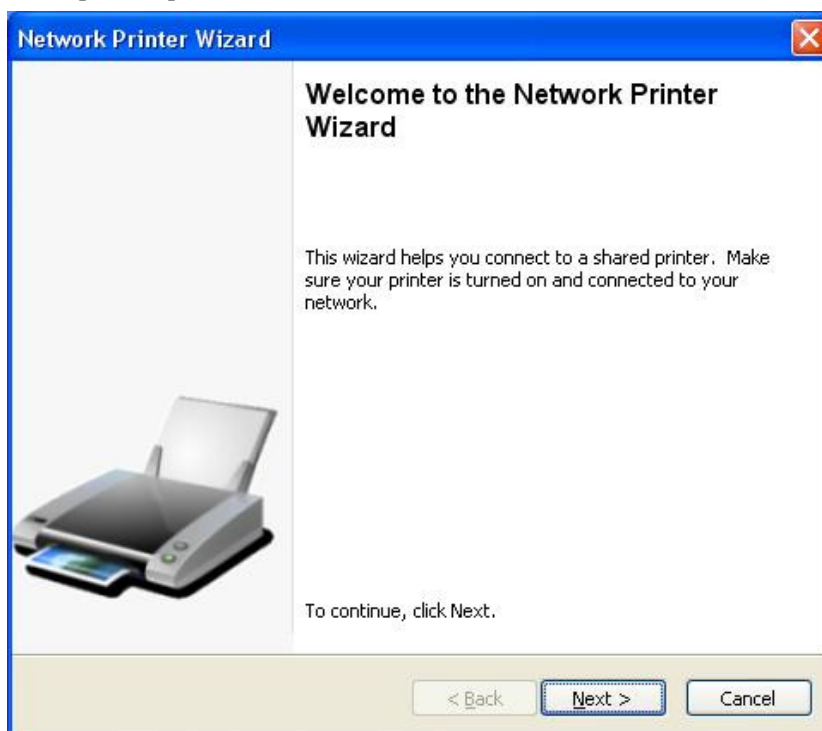 Network Printer Wizard
Welcome to the Network Printer
Wizard
This wizard helps you connect to a shared printer.  Make
sure your printer is turned on and connected to your
network.
To continue, click Next.
< Back Next > Cancel